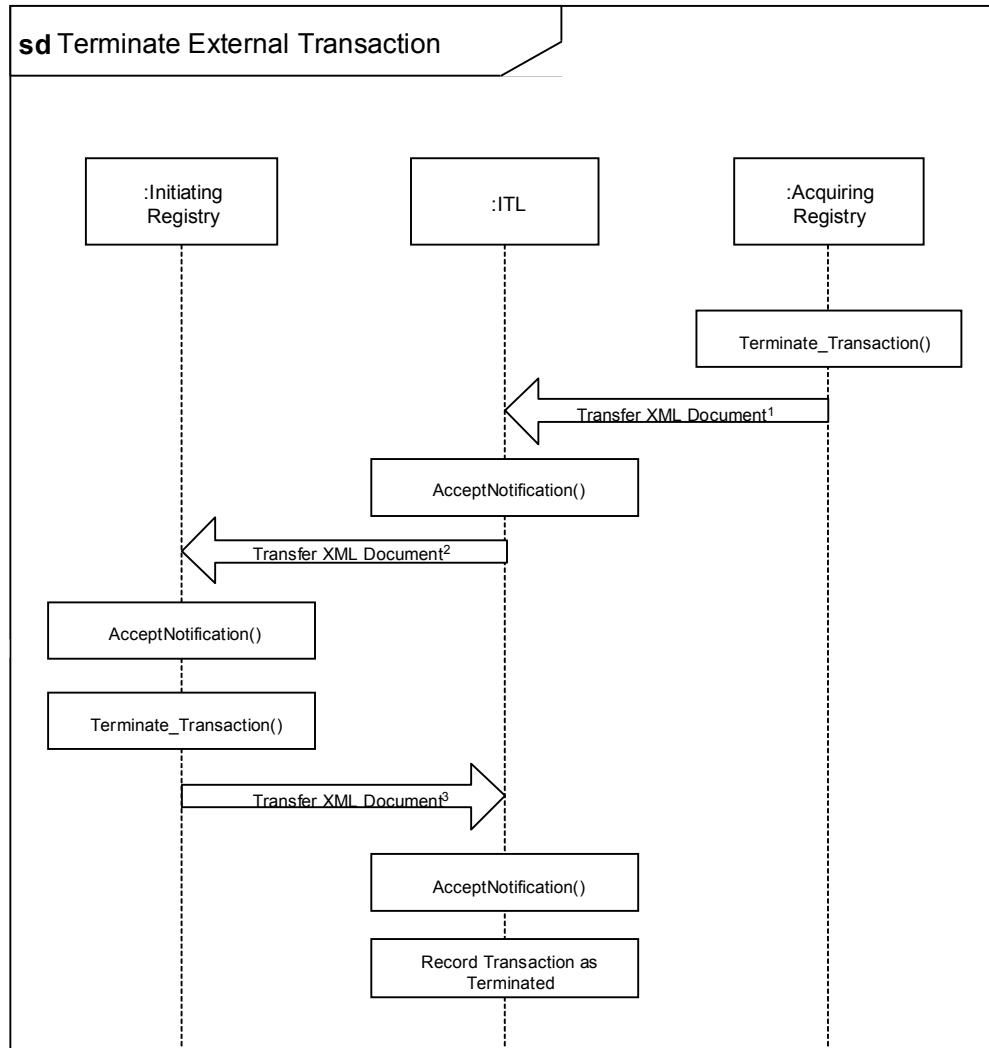 sd Terminate External Transaction
:Initiating
Registry
:ITL
:Acquiring
Registry
Terminate_Transaction()
Transfer XML Document¹
AcceptNotification()
Transfer XML Document²
AcceptNotification()
Terminate_Transaction()
Transfer XML Document³
AcceptNotification()
Record Transaction as
Terminated